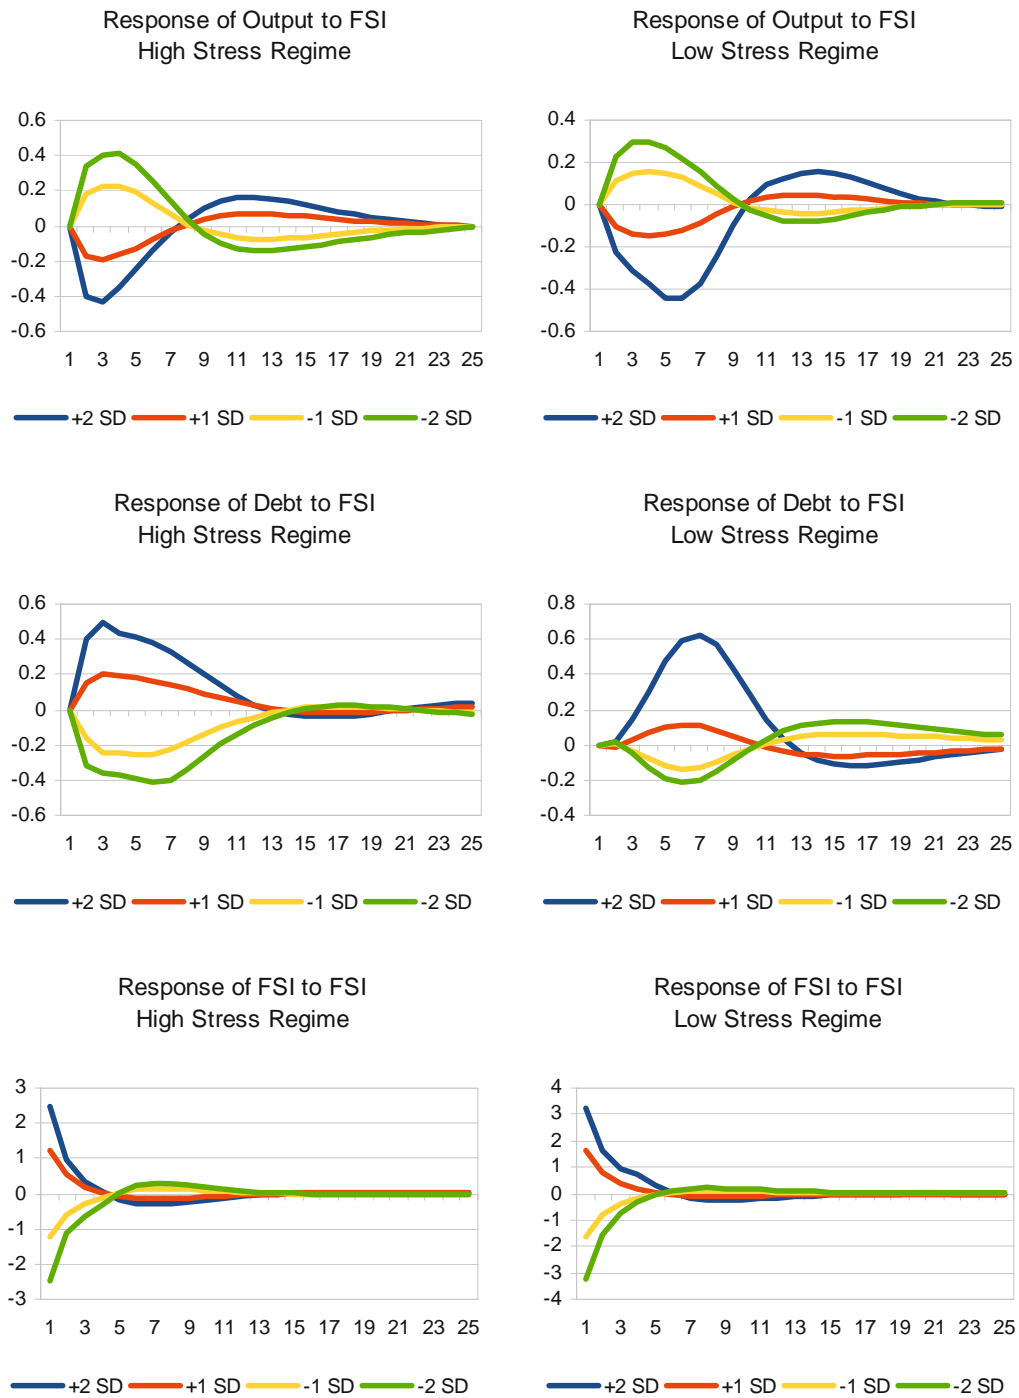 Response of Output to FSI
High Stress Regime
0.6
0.4
0.2
0
-0.2
-0.4
-0.6
1 3 5 7 9 11 13 15 17 19 21 23 25
+2 SD +1 SD -1 SD -2 SD
Response of Output to FSI
Low Stress Regime
0.4
0.2
0
-0.2
-0.4
-0.6
1 3 5 7 9 11 13 15 17 19 21 23 25
+2 SD +1 SD -1 SD -2 SD
Response of Debt to FSI
High Stress Regime
0.6
0.4
0.2
0
-0.2
-0.4
-0.6
1 3 5 7 9 11 13 15 17 19 21 23 25
+2 SD +1 SD -1 SD -2 SD
Response of Debt to FSI
Low Stress Regime
0.8
0.6
0.4
0.2
0
-0.2
-0.4
1 3 5 7 9 11 13 15 17 19 21 23 25
+2 SD +1 SD -1 SD -2 SD
Response of FSI to FSI
High Stress Regime
3
2
1
0
-1
-2
-3
1 3 5 7 9 11 13 15 17 19 21 23 25
+2 SD +1 SD -1 SD -2 SD
Response of FSI to FSI
Low Stress Regime
4
3
2
1
0
-1
-2
-3
-4
1 3 5 7 9 11 13 15 17 19 21 23 25
+2 SD +1 SD -1 SD -2 SD